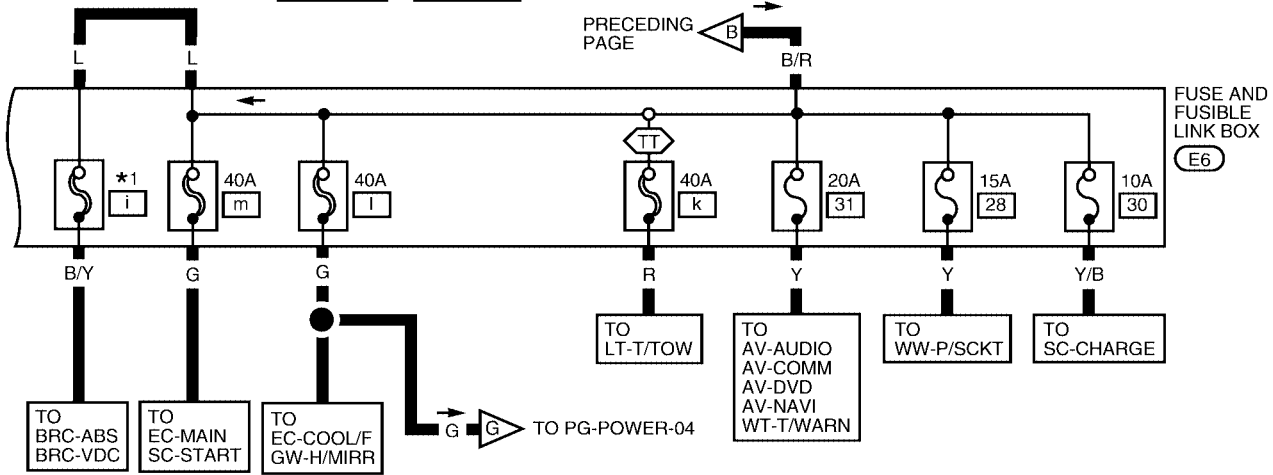 PRECEDING
PAGE
B
L
L
B/R
FUSE AND
FUSIBLE
LINK BOX
E6
TT
*1
i
40A
m
40A
l
40A
k
20A
31
15A
28
10A
30
B/Y
G
G
R
Y
Y
Y/B
TO
BRC-ABS
BRC-VDC
TO
EC-MAIN
SC-START
TO
EC-COOL/F
GW-H/MIRR
G
G
TO PG-POWER-04
TO
LT-T/TOW
TO
AV-AUDIO
AV-COMM
AV-DVD
AV-NAVI
WT-T/WARN
TO
WW-P/SCKT
TO
SC-CHARGE